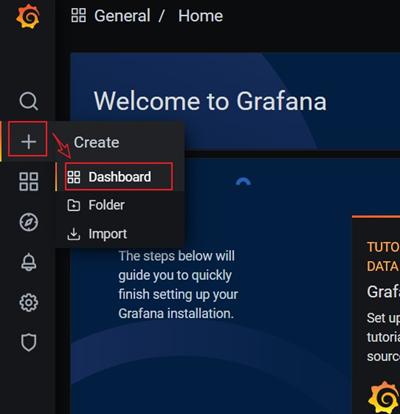 General / Home
Welcome to Grafana
Create
Dashboard
Folder
Import
The steps below will
guide you to quickly
finish setting up your
Grafana installation.
TUTO
DATA
Grafa
Set up
tutoria
source